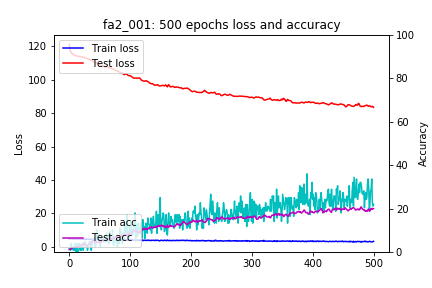 fa2_001: 500 epochs loss and accuracy
Train loss
Test loss
Train acc
Test acc
Loss
Accuracy
120
100
80
60
40
20
0
100
80
60
40
20
0
0
100
200
300
400
500